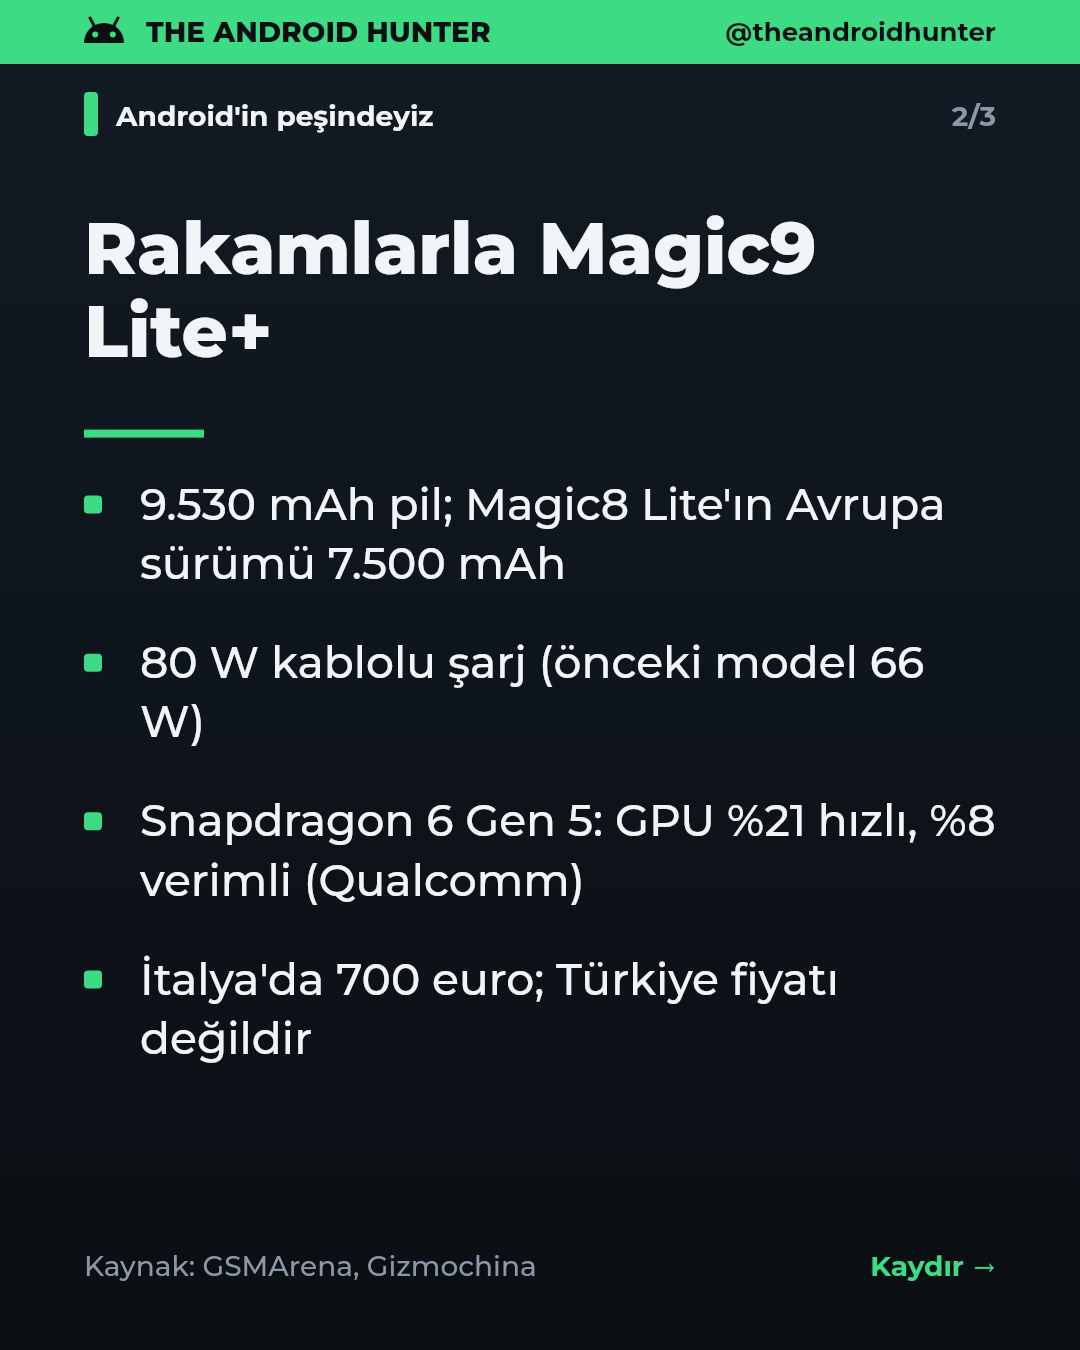 THE ANDROID HUNTER
@theandroidhunter
Android'in peşindeyiz
2/3
Rakamlarla Magic9
Lite+
9.530 mAh pil; Magic8 Lite'ın Avrupa
sürümü 7.500 mAh
80 W kablolu şarj (önceki model 66
W)
Snapdragon 6 Gen 5: GPU %21 hızlı, %8
verimli (Qualcomm)
İtalya'da 700 euro; Türkiye fiyatı
değildir
Kaynak: GSMArena, Gizmochina
Kaydır →